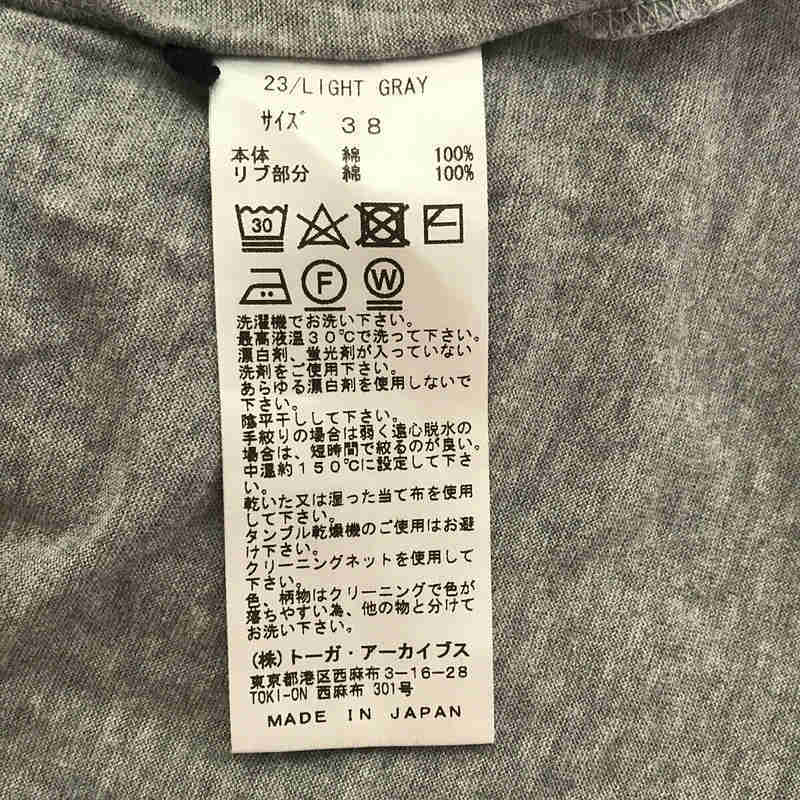 23/LIGHT GRAY
サイズ 38
本体 綿 100%
リブ部分 綿 100%
30
F W
洗濯機でお洗い下さい。
最高液温30℃で洗って下さい。
漂白剤、蛍光剤が入っていない
洗剤をご使用下さい。
あらゆる漂白剤を使用しないで
下さい。
陰平干しして下さい。
手絞りの場合は弱く遠心脱水の
場合は、短時間で絞るのが良い。
中温約150℃に設定して下さ
い。
乾いた又は湿った当て布を使用
して下さい。
タンブル乾燥機のご使用はお避
け下さい。
クリーニングネットを使用して
下さい。
色、柄物はクリーニングで色が
落ちやすい為、他の物と分けて
お洗い下さい。
(株)トーガ・アーカイブス
東京都港区西麻布3-16-28
TOKI-ON 西麻布 301号
MADE IN JAPAN